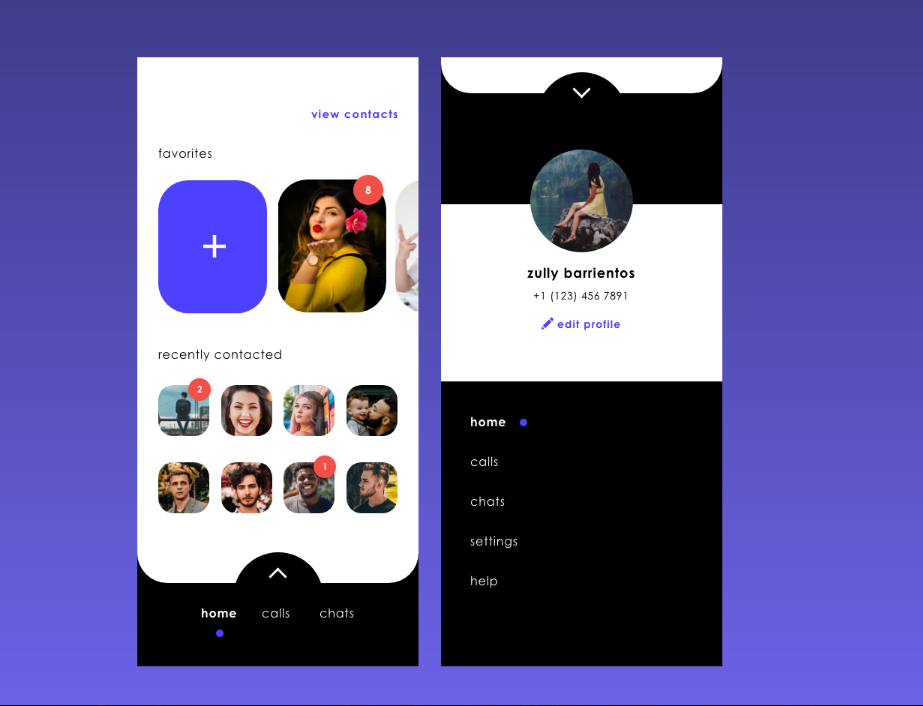 view contacts
favorites
8
recently contacted
2
1
home calls chats
zully barrientos
+1 (123) 456 7891
edit profile
home
calls
chats
settings
help